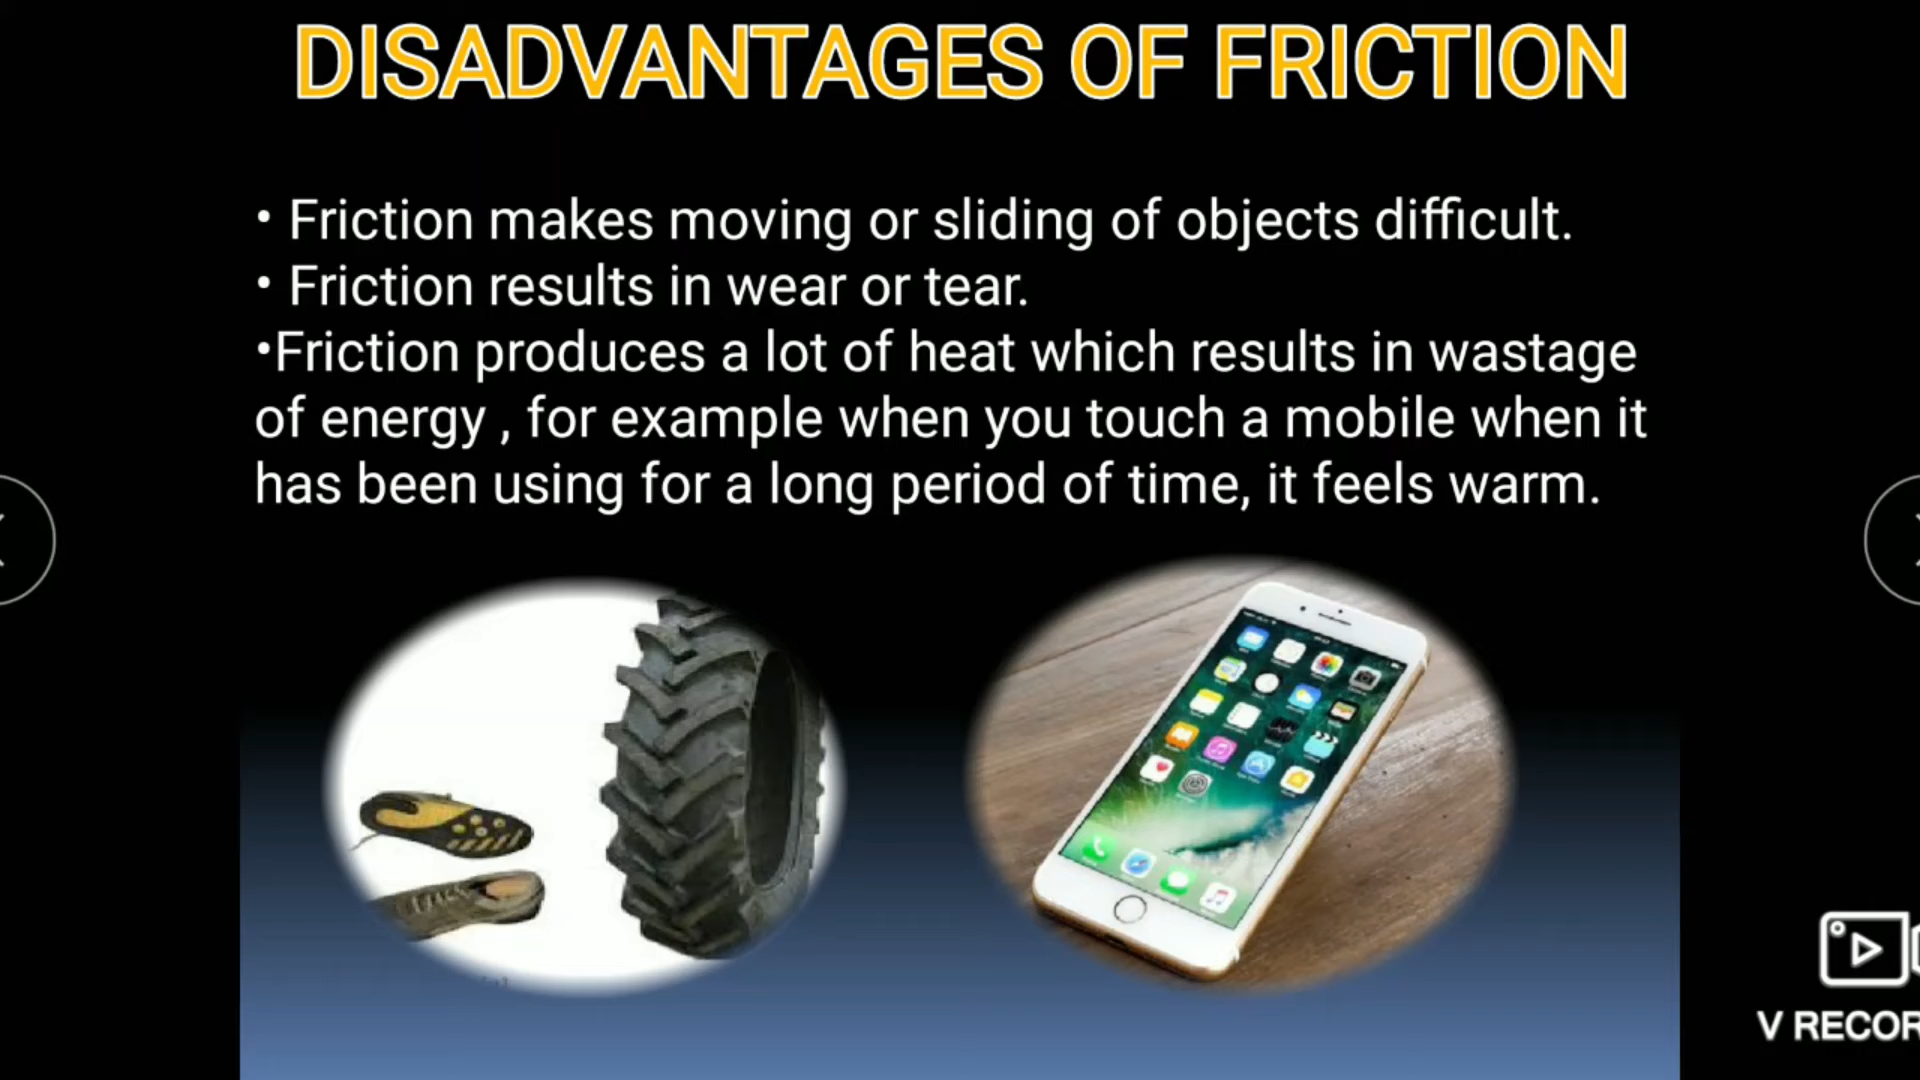 DISADVANTAGES OF FRICTION
• Friction makes moving or sliding of objects difficult.
• Friction results in wear or tear.
•Friction produces a lot of heat which results in wastage
of energy , for example when you touch a mobile when it
has been using for a long period of time, it feels warm.
V RECOR